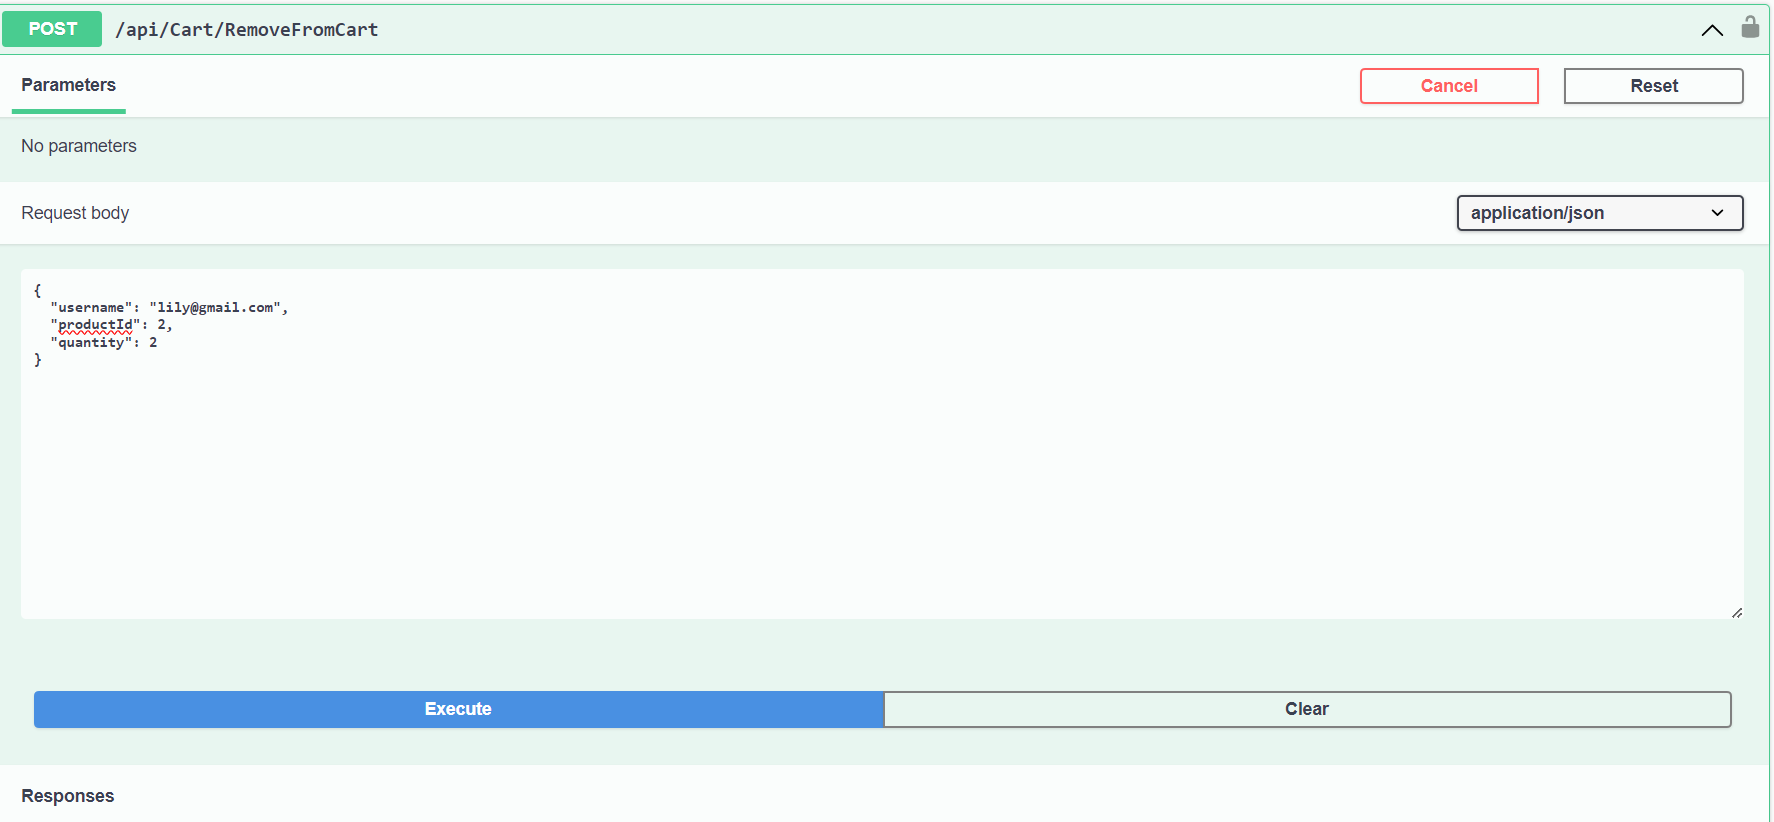 POST /api/Cart/RemoveFromCart
Parameters
Cancel
Reset
No parameters
Request body
application/json
{
  "username": "lily@gmail.com",
  "productId": 2,
  "quantity": 2
}
Execute
Clear
Responses